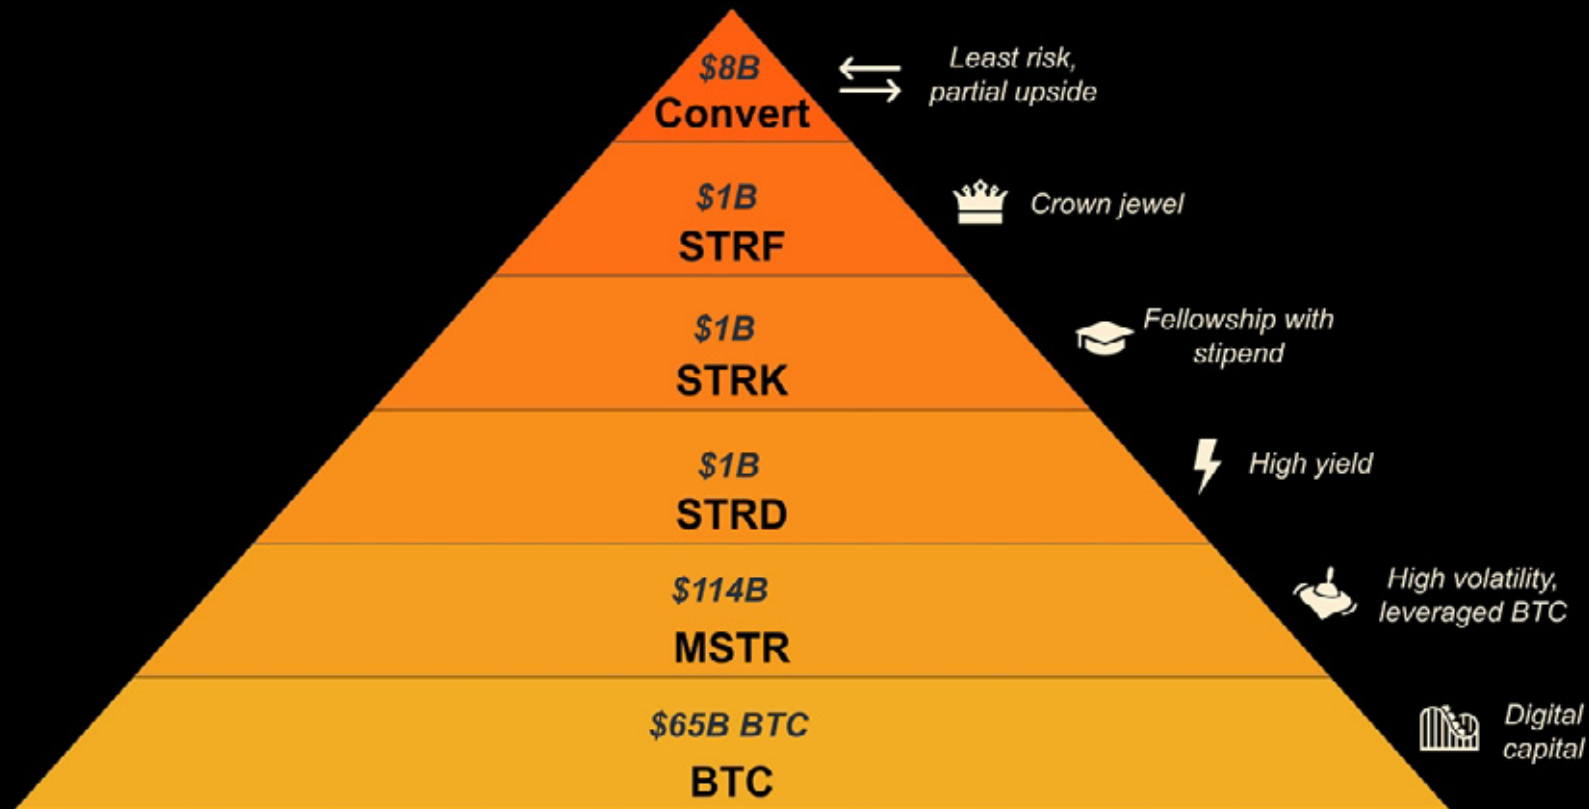 $8B
Convert
Least risk,
partial upside
$1B
STRF
Crown jewel
$1B
STRK
Fellowship with
stipend
$1B
STRD
High yield
$114B
MSTR
High volatility,
leveraged BTC
$65B BTC
BTC
Digital
capital